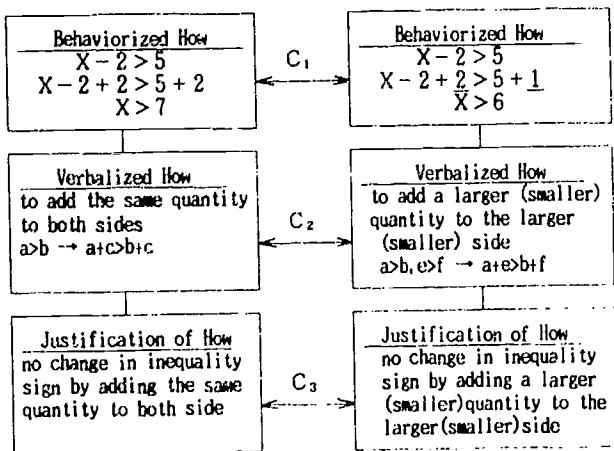 Behaviorized How
X - 2 > 5
X - 2 + 2 > 5 + 2
X > 7
C₁
Behaviorized How
X - 2 > 5
X - 2 + 2 > 5 + 1
X > 6
Verbalized How
to add the same quantity
to both sides
a>b → a+c>b+c
C₂
Verbalized How
to add a larger (smaller)
quantity to the larger
(smaller) side
a>b, e>f → a+e>b+f
Justification of How
no change in inequality
sign by adding the same
quantity to both side
C₃
Justification of How
no change in inequality
sign by adding a larger
(smaller)quantity to the
larger(smaller)side